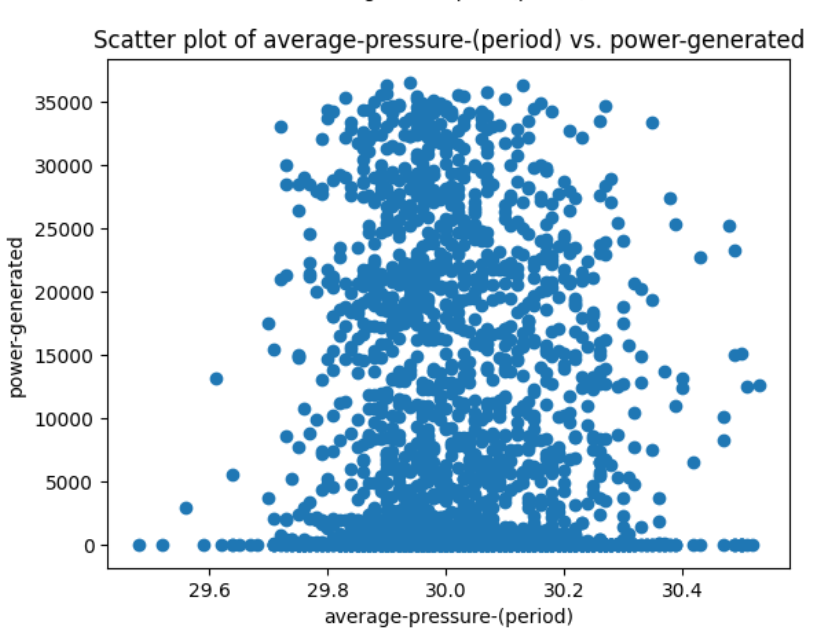 Scatter plot of average-pressure-(period) vs. power-generated
35000
30000
25000
20000
15000
10000
5000
0
power-generated
29.6 29.8 30.0 30.2 30.4
average-pressure-(period)